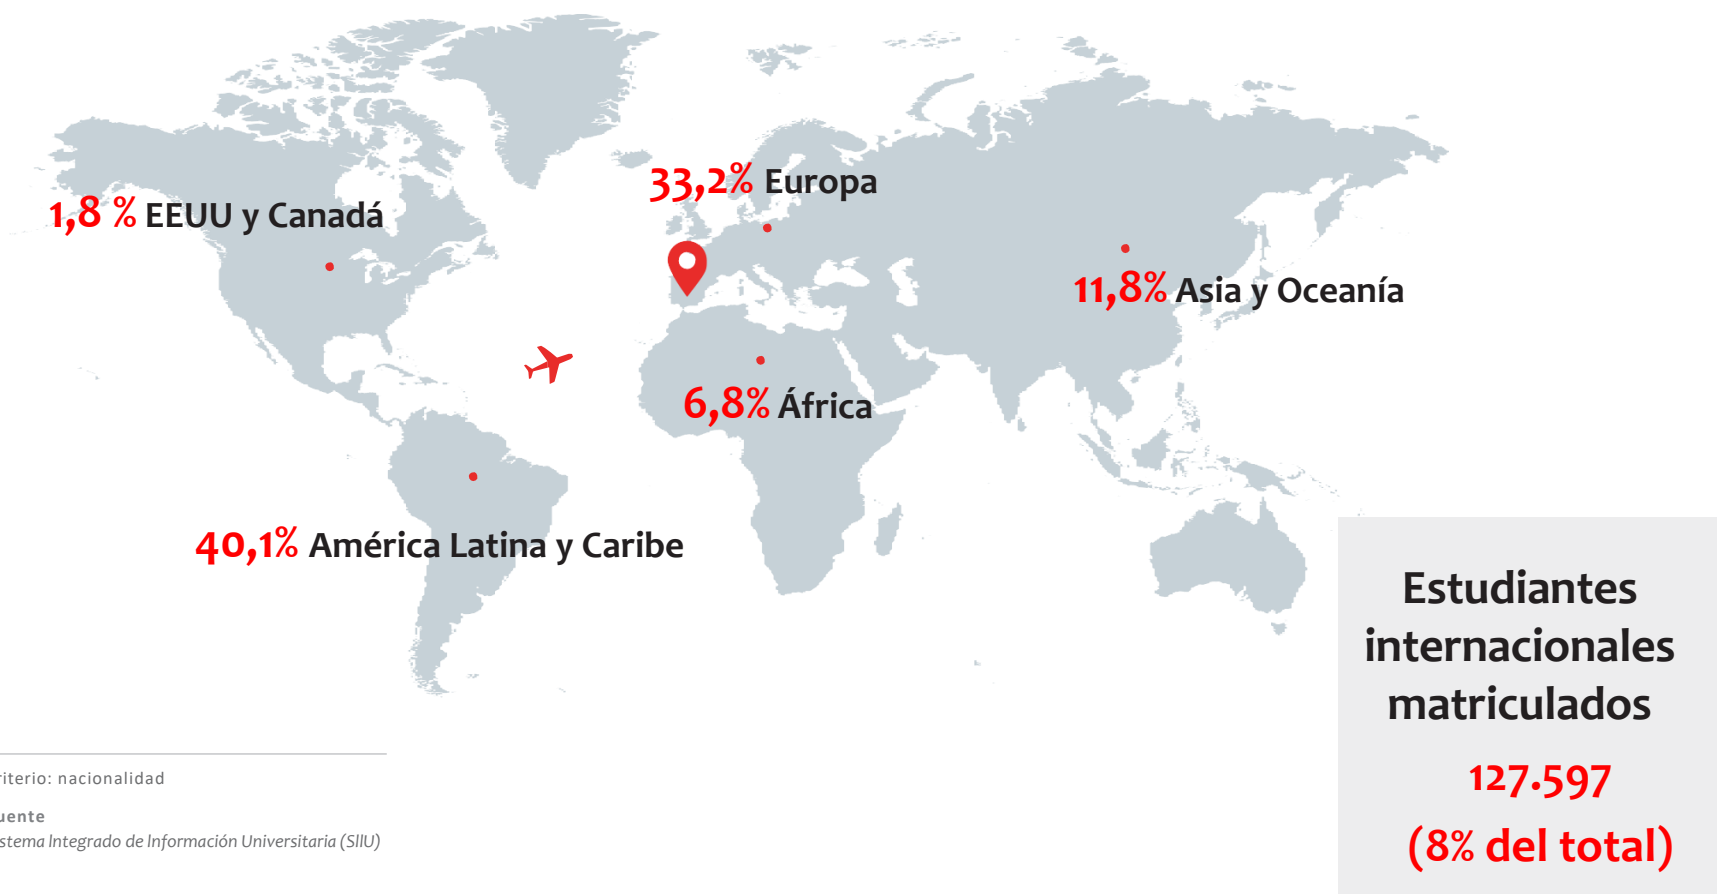 33,2% Europa
1,8 % EEUU y Canadá
11,8% Asia y Oceanía
6,8% África
40,1% América Latina y Caribe
Estudiantes
internacionales
matriculados
127.597
(8% del total)
riterio: nacionalidad
uente
istema Integrado de Información Universitaria (SIIU)